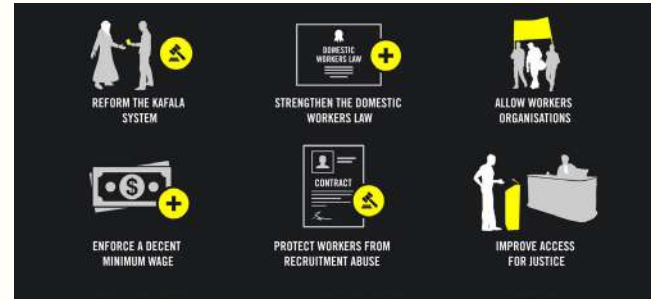 REFORM THE KAFALA
SYSTEM
DOMESTIC
WORKERS LAW
STRENGTHEN THE DOMESTIC
WORKERS LAW
ALLOW WORKERS
ORGANISATIONS
$
ENFORCE A DECENT
MINIMUM WAGE
CONTRACT
PROTECT WORKERS FROM
RECRUITMENT ABUSE
IMPROVE ACCESS
FOR JUSTICE